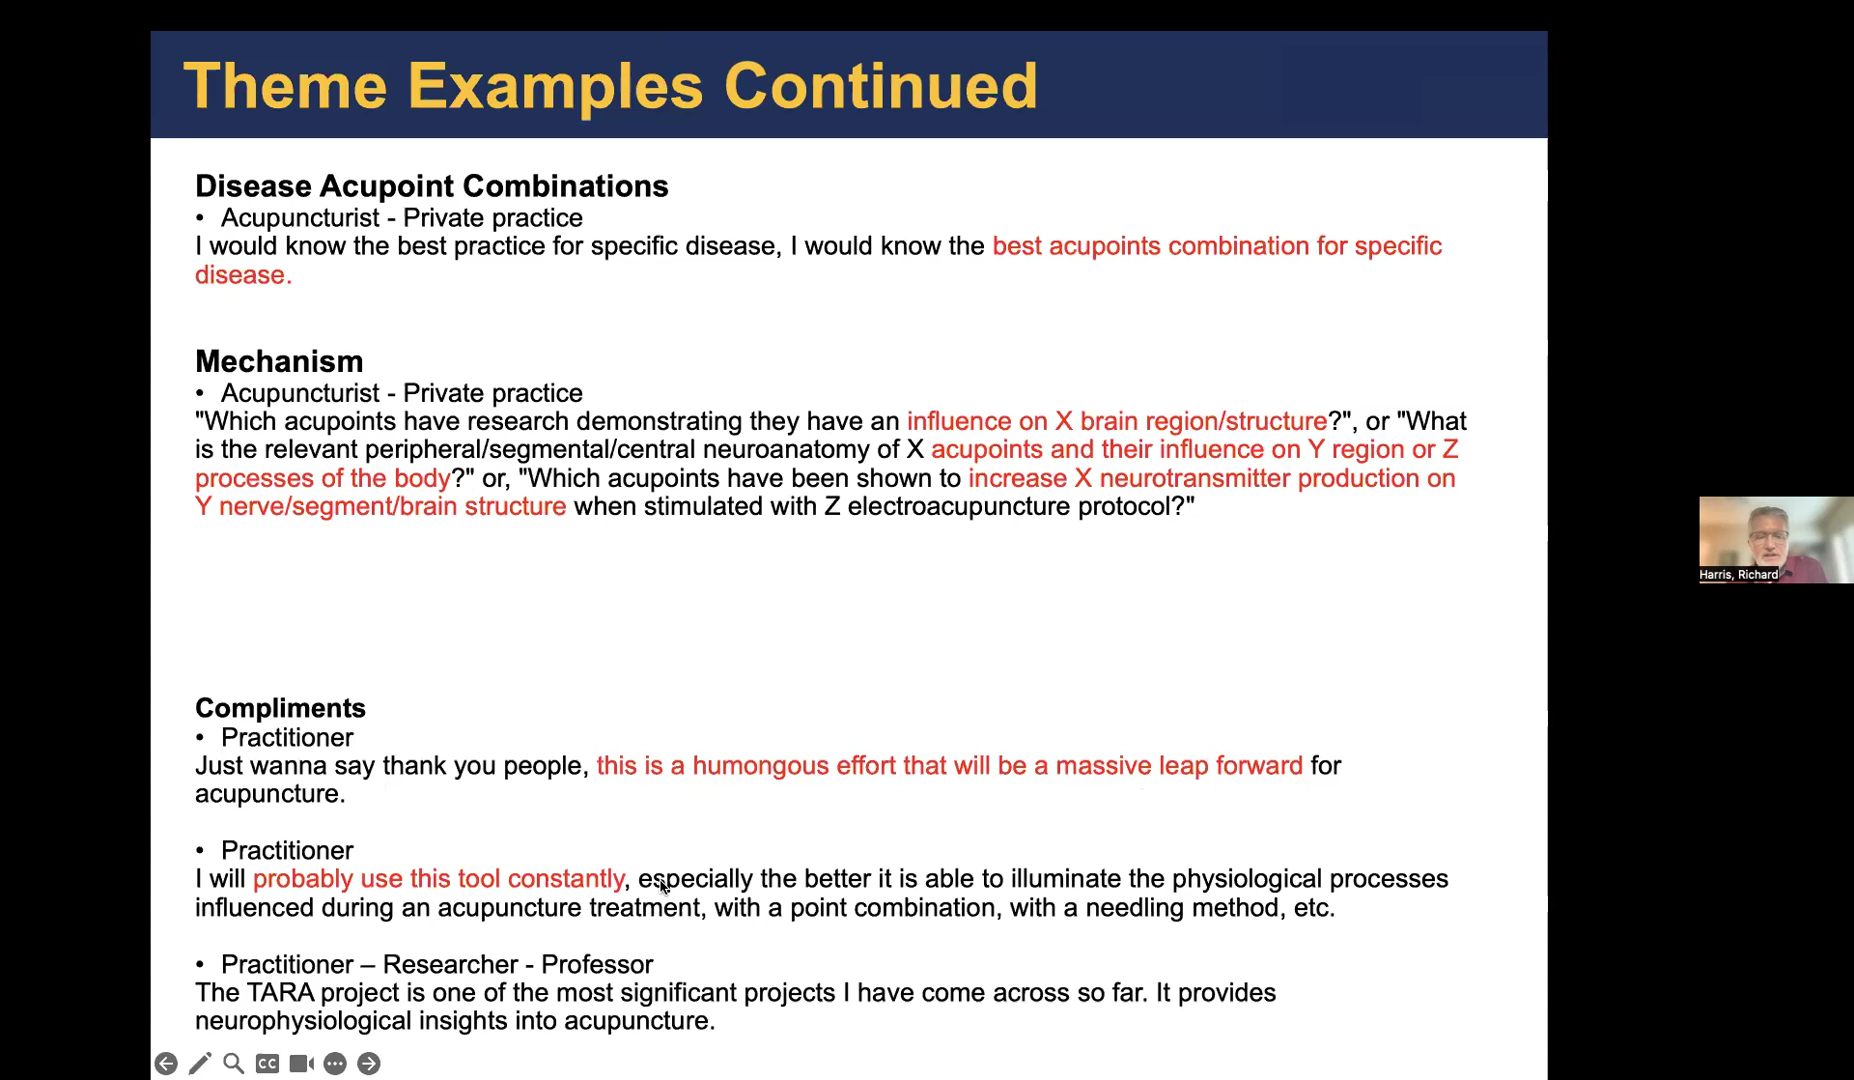 Theme Examples Continued
Disease Acupoint Combinations
• Acupuncturist - Private practice
I would know the best practice for specific disease, I would know the best acupoints combination for specific
disease.
Mechanism
• Acupuncturist - Private practice
"Which acupoints have research demonstrating they have an influence on X brain region/structure?", or "What
is the relevant peripheral/segmental/central neuroanatomy of X acupoints and their influence on Y region or Z
processes of the body?" or, "Which acupoints have been shown to increase X neurotransmitter production on
Y nerve/segment/brain structure when stimulated with Z electroacupuncture protocol?"
Harris, Richard
Compliments
• Practitioner
Just wanna say thank you people, this is a humongous effort that will be a massive leap forward for
acupuncture.
• Practitioner
I will probably use this tool constantly, especially the better it is able to illuminate the physiological processes
influenced during an acupuncture treatment, with a point combination, with a needling method, etc.
• Practitioner – Researcher - Professor
The TARA project is one of the most significant projects I have come across so far. It provides
neurophysiological insights into acupuncture.
CC